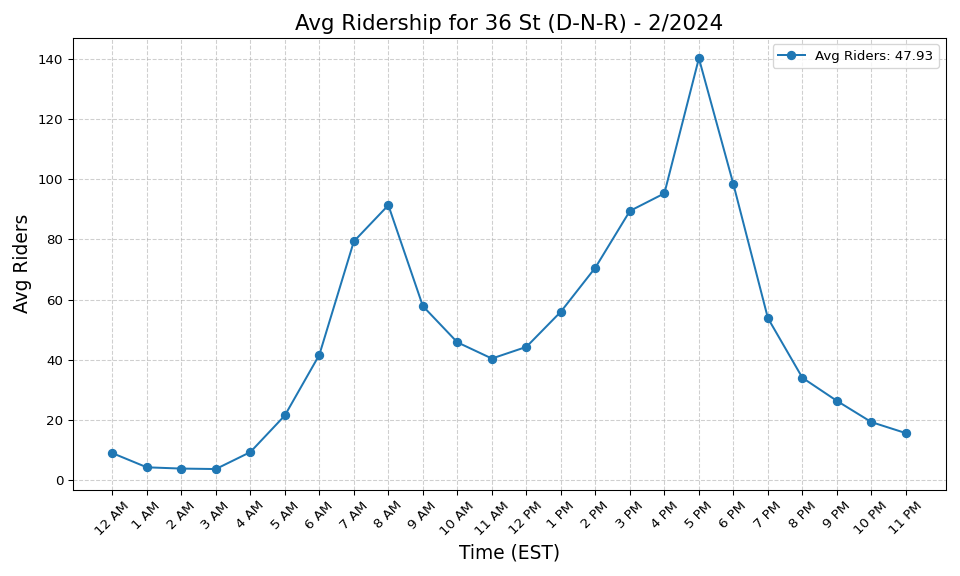 Avg Ridership for 36 St (D-N-R) - 2/2024
Avg Riders: 47.93
Avg Riders
140
120
100
80
60
40
20
0
12 AM 1 AM 2 AM 3 AM 4 AM 5 AM 6 AM 7 AM 8 AM 9 AM 10 AM 11 AM 12 PM 1 PM 2 PM 3 PM 4 PM 5 PM 6 PM 7 PM 8 PM 9 PM 10 PM 11 PM
Time (EST)